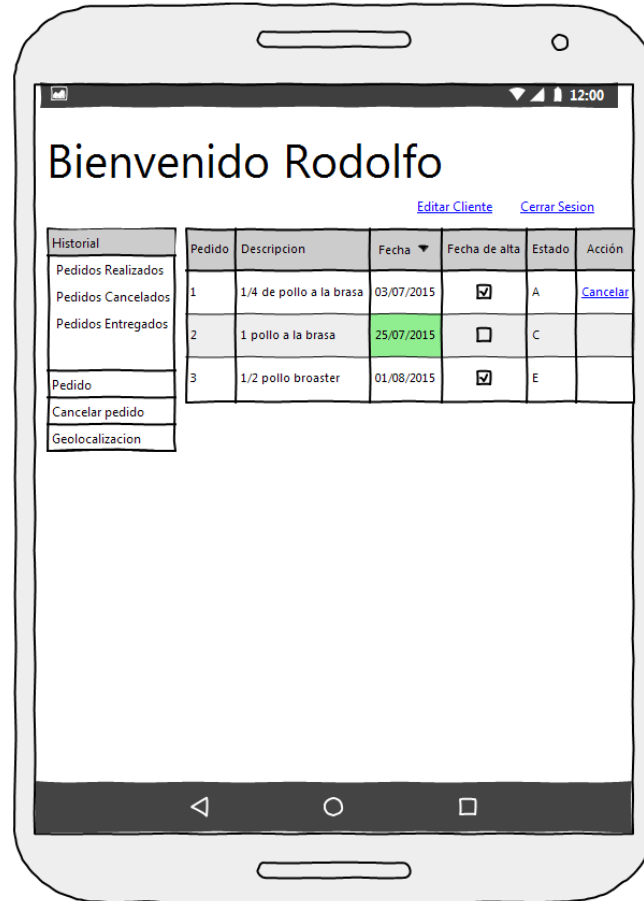 12:00
Bienvenido Rodolfo
Editar Cliente Cerrar Sesion
Historial
Pedidos Realizados
Pedidos Cancelados
Pedidos Entregados
Pedido
Cancelar pedido
Geolocalizacion
Pedido Descripcion Fecha Fecha de alta Estado Acción
1 1/4 de pollo a la brasa 03/07/2015 A Cancelar
2 1 pollo a la brasa 25/07/2015 C
3 1/2 pollo broaster 01/08/2015 E